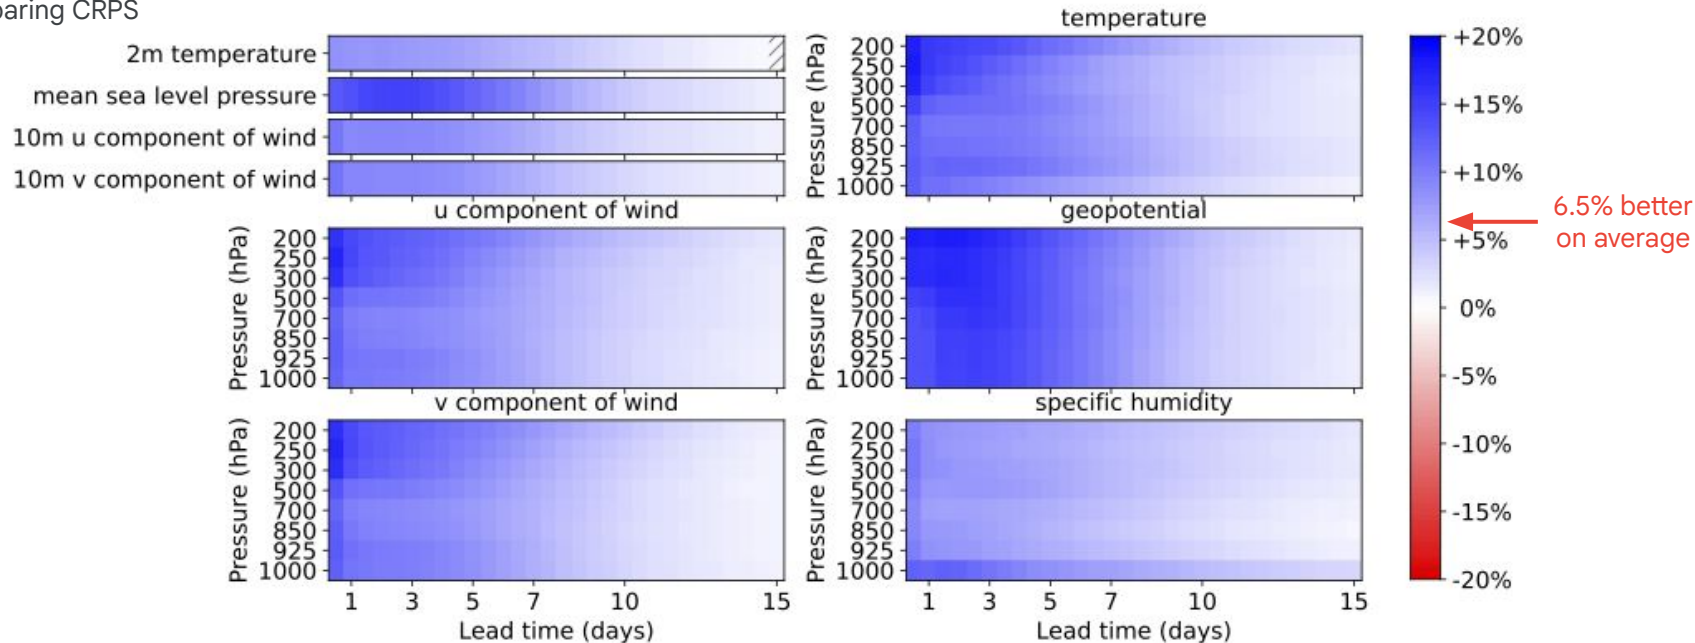 paring CRPS
2m temperature
mean sea level pressure
10m u component of wind
10m v component of wind
temperature
Pressure (hPa)
200
250
300
500
700
850
925
1000
u component of wind
Pressure (hPa)
200
250
300
500
700
850
925
1000
geopotential
Pressure (hPa)
200
250
300
500
700
850
925
1000
v component of wind
Pressure (hPa)
200
250
300
500
700
850
925
1000
1 3 5 7 10 15
Lead time (days)
specific humidity
Pressure (hPa)
200
250
300
500
700
850
925
1000
1 3 5 7 10 15
Lead time (days)
+20%
+15%
+10%
+5%
0%
-5%
-10%
-15%
-20%
6.5% better
on average